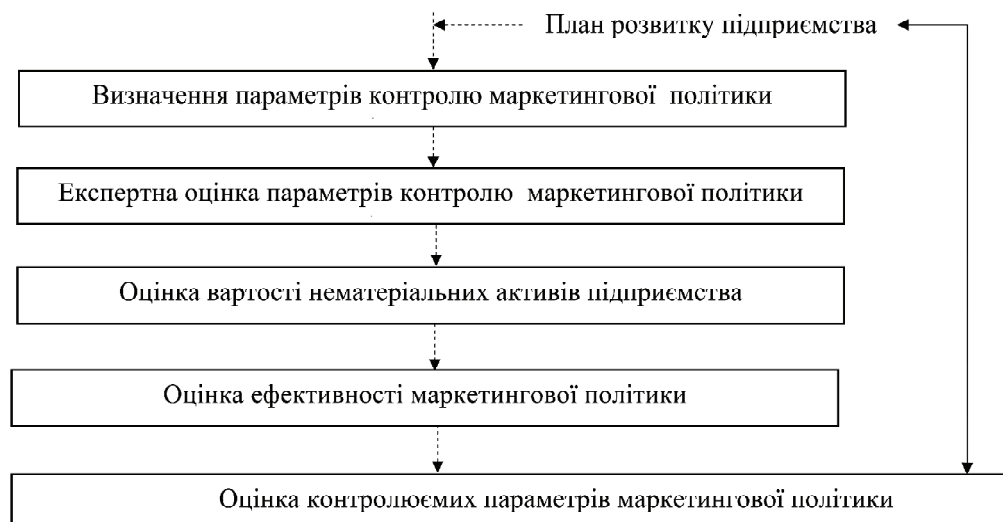 План розвитку підприємства
Визначення параметрів контролю маркетингової політики
Експертна оцінка параметрів контролю маркетингової політики
Оцінка вартості нематеріальних активів підприємства
Оцінка ефективності маркетингової політики
Оцінка контролюємих параметрів маркетингової політики